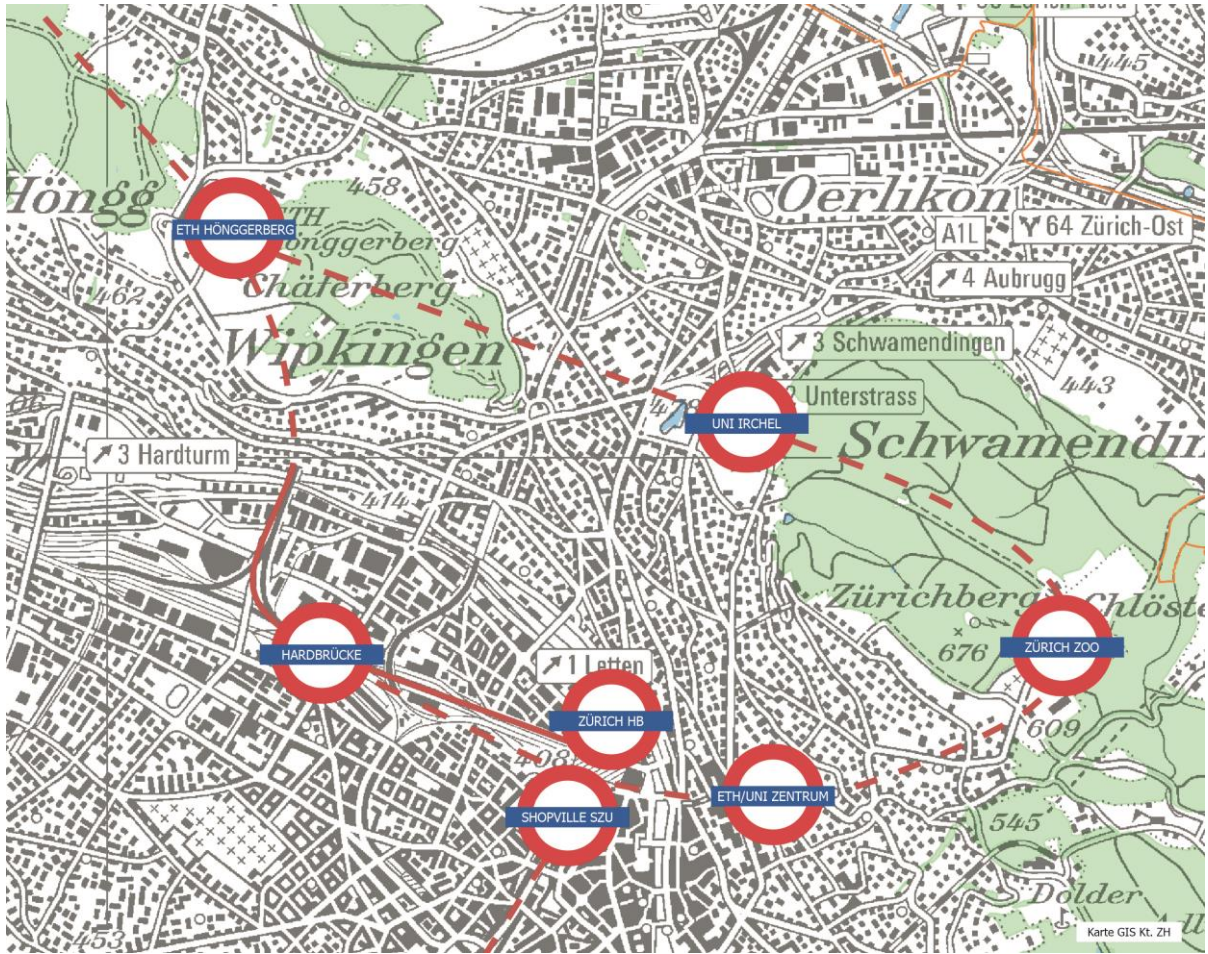 445
Höngg
458
ETH HÖNGGERBERG
ETH
Hönggerberg
Oerlikon
A1L
64 Zürich-Ost
462
Chäferberg
4 Aubrugg
Wipkingen
3 Schwamendingen
443
Unterstrass
UNI IRCHEL
3 Hardturm
Schwamendin
414
Zürichberg
Chlöste
676
ZÜRICH ZOO
HARDBRÜCKE
1 Letten
ZÜRICH HB
609
408
ETH/UNI ZENTRUM
SHOPVILLE SZU
545
Dolder
453
Karte GIS Kt. ZH